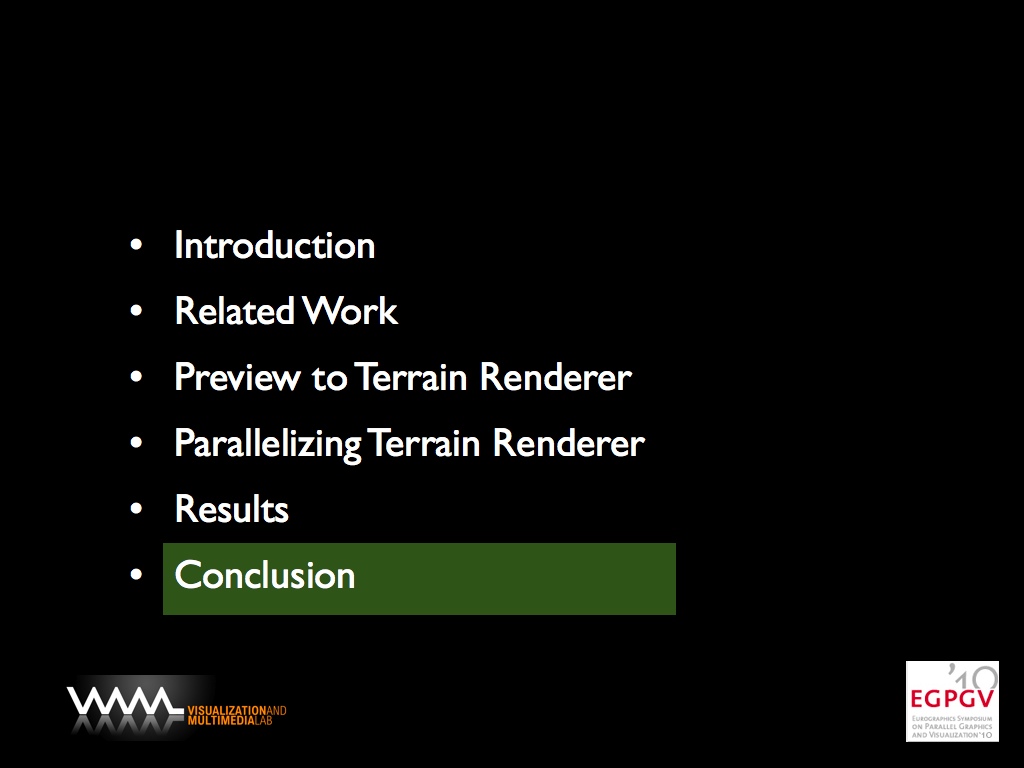 • Introduction
• Related Work
• Preview to Terrain Renderer
• Parallelizing Terrain Renderer
• Results
• Conclusion
VISUALIZATIONAND
MULTIMEDIALAB
'10
EGPGV
EUROGRAPHICS SYMPOSIUM
ON PARALLEL GRAPHICS
AND VISUALIZATION'10